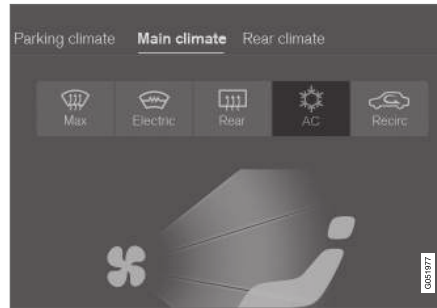 Parking climate Main climate Rear climate
Max Electric Rear AC Recirc
G051977